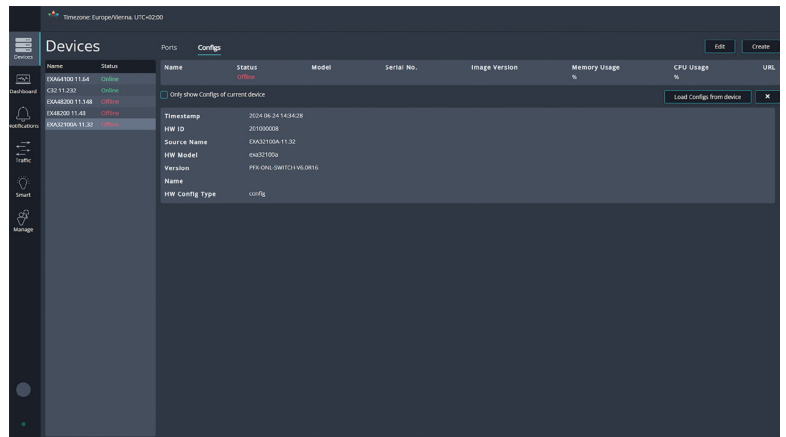 Timezone: Europe/Vienna, UTC+02:00
Devices
Devices
Dashboard
Notifications
Traffic
Smart
Manage
Name Status
EXA64100 11.64 Online
C32 11.232 Online
EXA48200 11.148 Offline
EX48200 11.43 Offline
EXA32100A 11.32 Offline
Ports Configs
Edit Create
Name Status Model Serial No. Image Version Memory Usage CPU Usage URL
Offline % %
Only show Configs of current device
Load Configs from device ×
Timestamp 2024-06-24 14:34:28
HW ID 201000008
Source Name EXA32100A-11.32
HW Model exa32100a
Version PFX-ONL-SWITCH-V6.0R16
Name
HW Config Type config